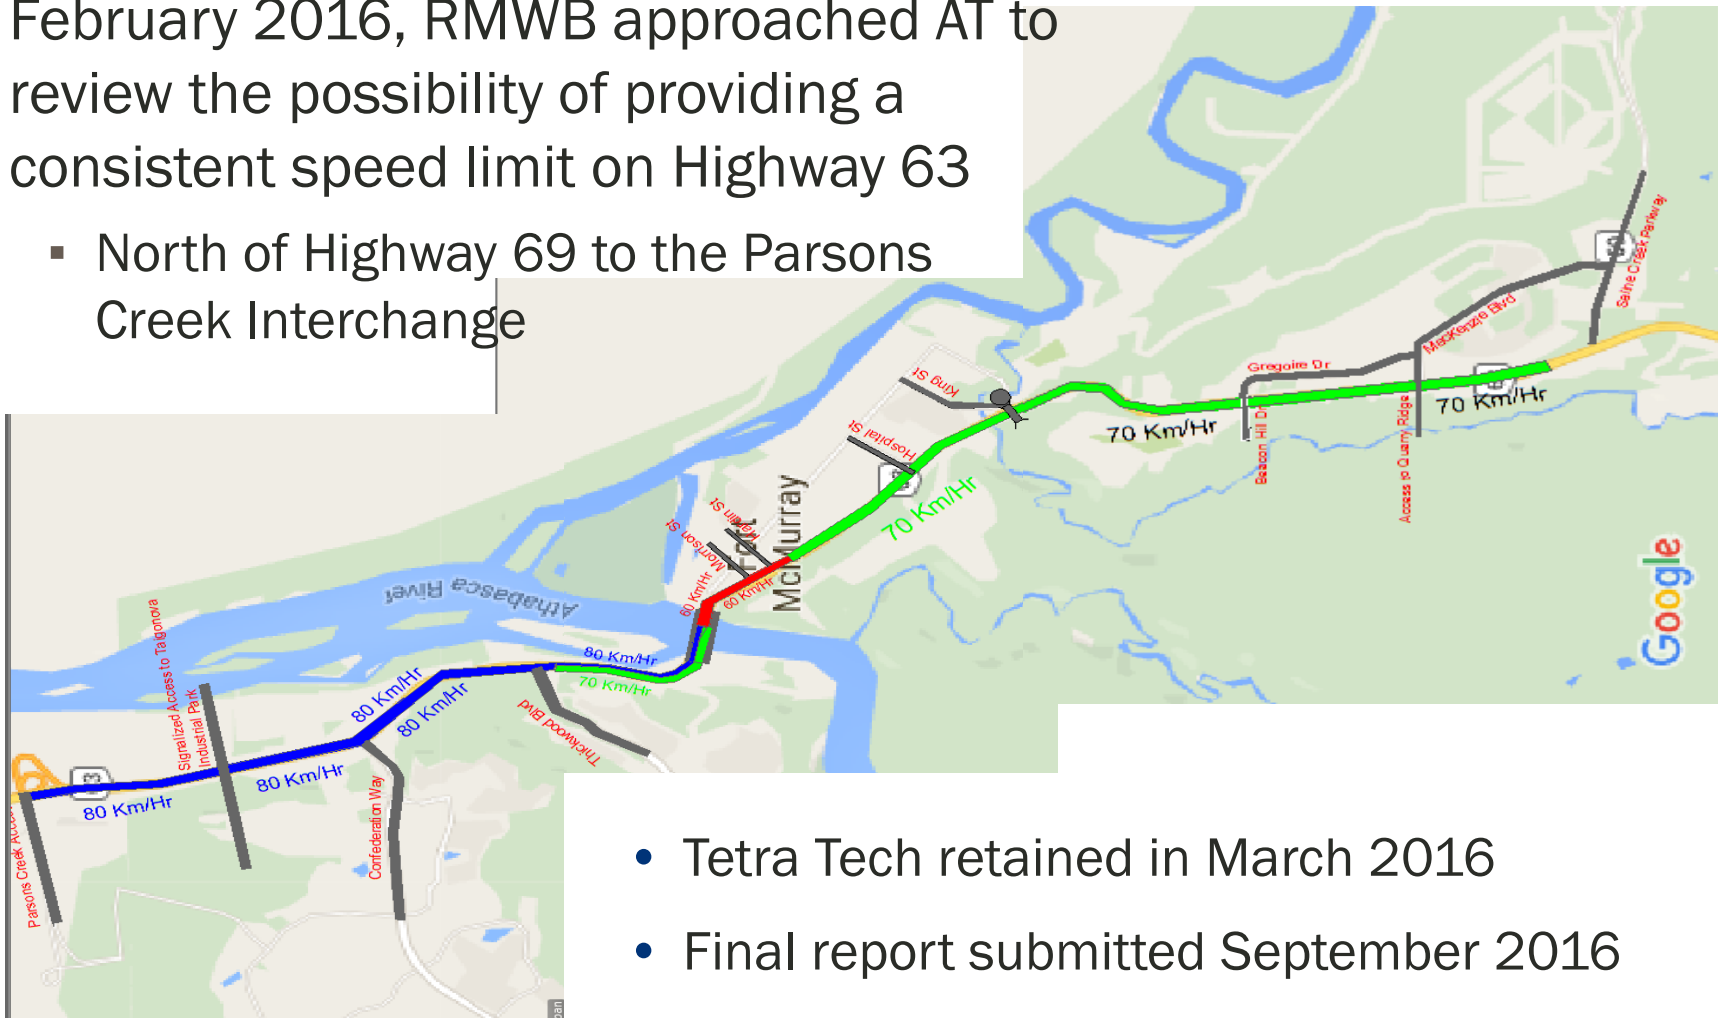 February 2016, RMWB approached AT to
review the possibility of providing a
consistent speed limit on Highway 63
▪ North of Highway 69 to the Parsons
Creek Interchange
Saline Creek Parkway
MacKenzie Blvd
Gregoire Dr
70 Km/Hr
70 Km/Hr
Beacon Hill Dr
Access to Quarry Ridge
King St
Hospital St
70 Km/Hr
Hardin St
Morrison St
Fort
McMurray
60 Km/Hr
60 Km/Hr
Athabasca River
80 Km/Hr
70 Km/Hr
Thickwood Blvd
80 Km/Hr
80 Km/Hr
Signalized Access to Taigonova
Industrial Park
80 Km/Hr
80 Km/Hr
63
Confederation Way
Parsons Creek
Google
• Tetra Tech retained in March 2016
• Final report submitted September 2016